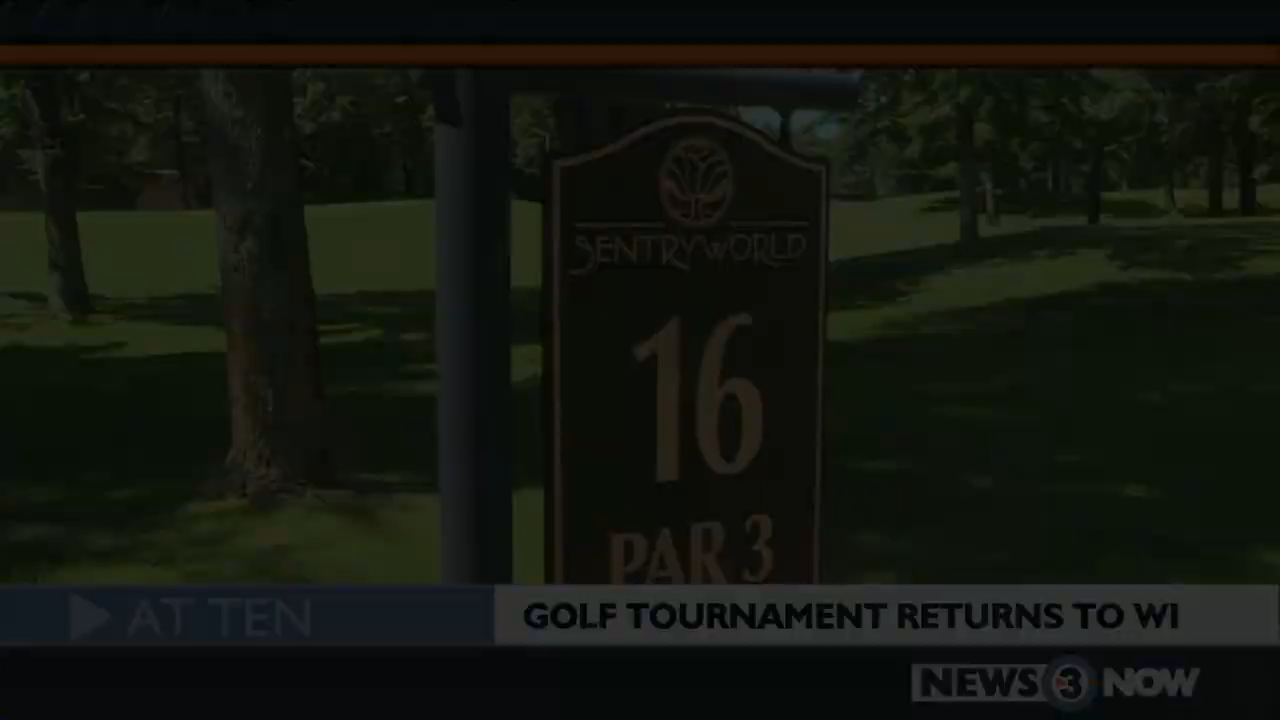 SENTRYWORLD
16
PAR 3
AT TEN
GOLF TOURNAMENT RETURNS TO WI
NEWS 3 NOW